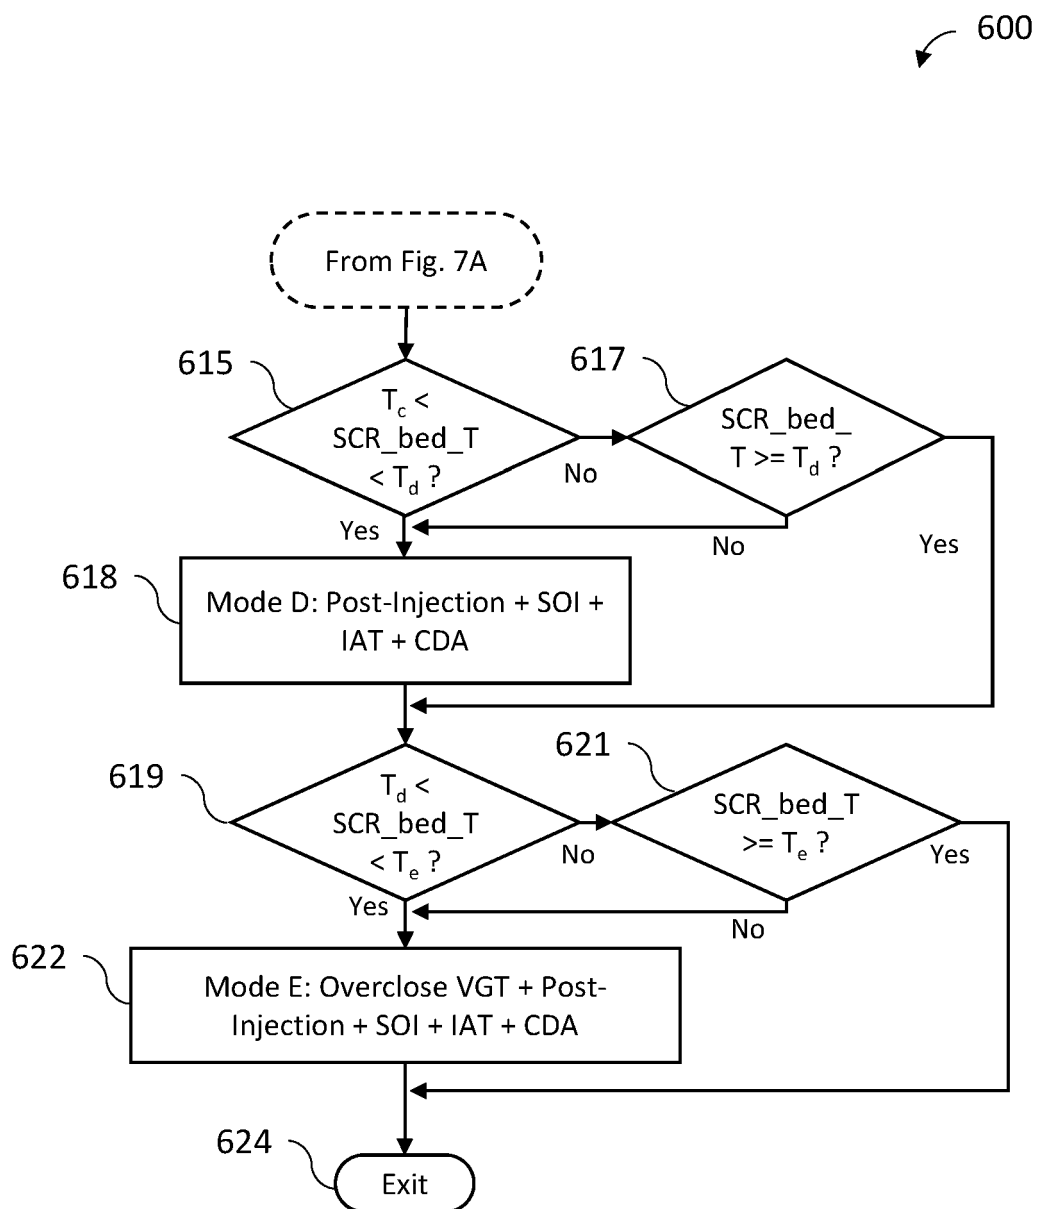 600
From Fig. 7A
615
T_c <
SCR_bed_T
< T_d ?
617
SCR_bed_
T >= T_d ?
No
Yes
No
Yes
618
Mode D: Post-Injection + SOI +
IAT + CDA
619
T_d <
SCR_bed_T
< T_e ?
621
SCR_bed_T
>= T_e ?
No
Yes
Yes
No
622
Mode E: Overclose VGT + Post-
Injection + SOI + IAT + CDA
624
Exit